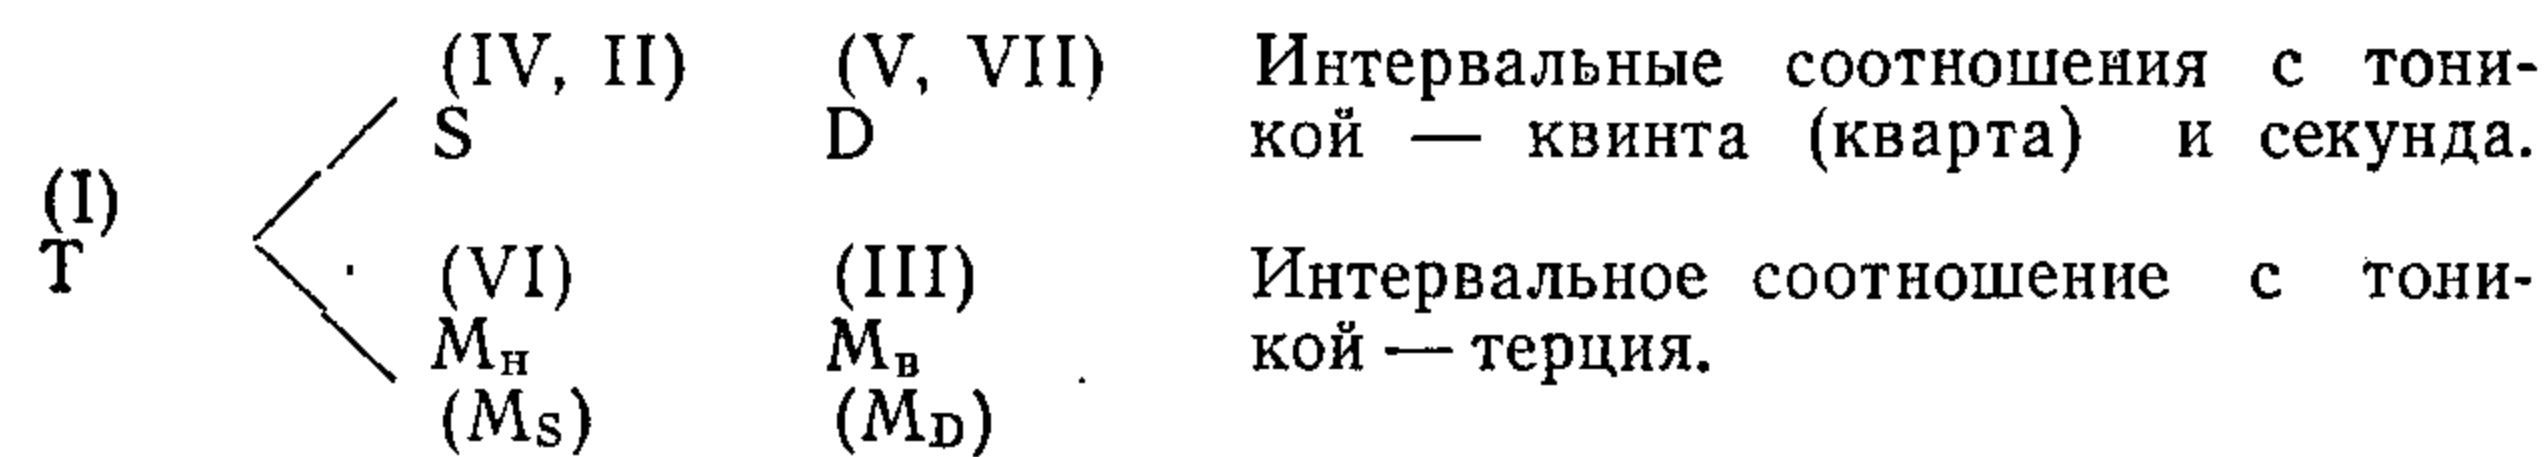 (IV, II) (V, VII) Интервальные соотношения с тони-
S D кой — квинта (кварта) и секунда.
(I)
T
(VI) (III) Интервальное соотношение с тони-
Mн Mв кой — терция.
(MS) (MD)